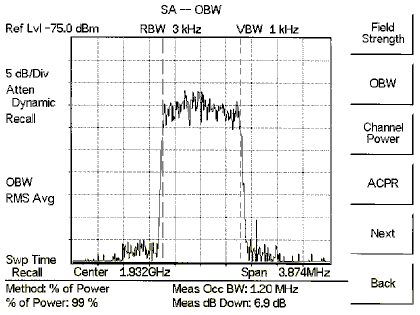 SA -- OBW
Ref Lvl -75.0 dBm RBW 3 kHz VBW 1 kHz
5 dB/Div
Atten
Dynamic
Recall
OBW
RMS Avg
Swp Time
Recall
Center 1.932GHz Span 3.874MHz
Method: % of Power Meas Occ BW: 1.20 MHz
% of Power: 99 % Meas dB Down: 6.9 dB
Field
Strength
OBW
Channel
Power
ACPR
Next
Back